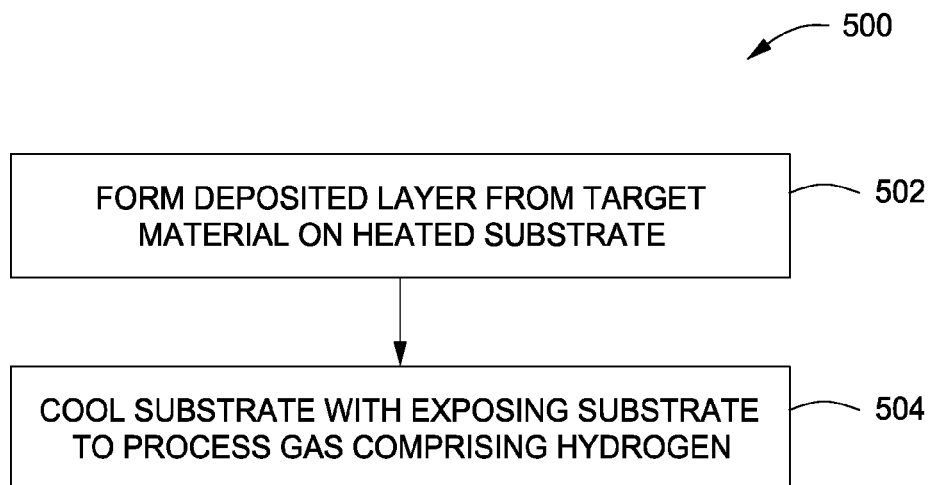 500
FORM DEPOSITED LAYER FROM TARGET
MATERIAL ON HEATED SUBSTRATE
502
COOL SUBSTRATE WITH EXPOSING SUBSTRATE
TO PROCESS GAS COMPRISING HYDROGEN
504